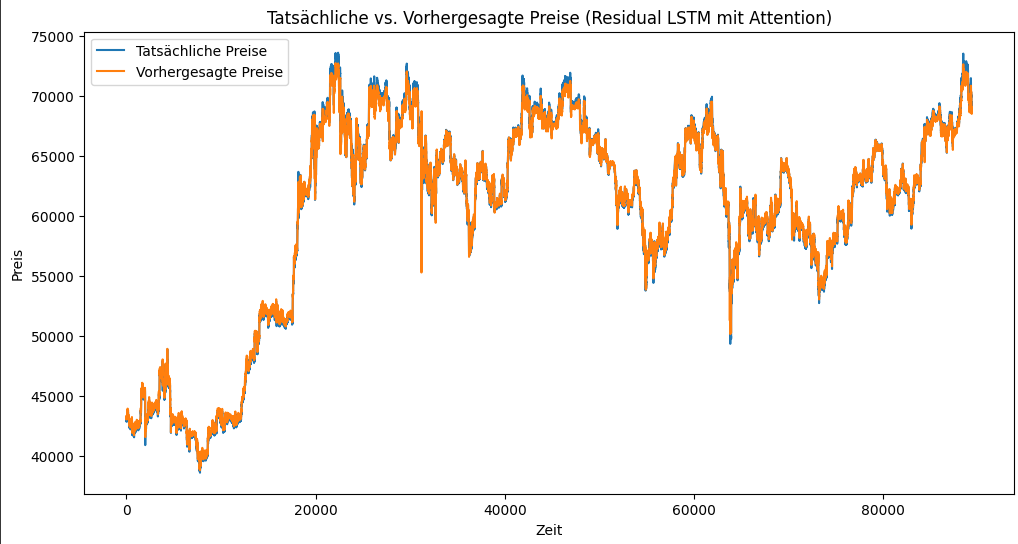 Tatsächliche vs. Vorhergesagte Preise (Residual LSTM mit Attention)
75000
70000
65000
60000
55000
50000
45000
40000
Preis
Tatsächliche Preise
Vorhergesagte Preise
0
20000
40000
60000
80000
Zeit